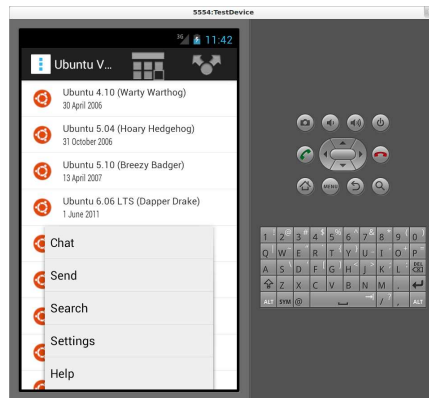 5554:TestDevice
36
11:42
Ubuntu V...
Ubuntu 4.10 (Warty Warthog)
30 April 2006
Ubuntu 5.04 (Hoary Hedgehog)
31 October 2006
Ubuntu 5.10 (Breezy Badger)
13 April 2007
Ubuntu 6.06 LTS (Dapper Drake)
1 June 2011
Chat
Send
Search
Settings
Help
MENU
1 2 @ 3 # 4 $ 5 % 6 ^ 7 & 8 * 9 ( 0 )
Q W E R T Y U I O P
A S D F G H J K L DEL
Z X C V B N M .
ALT SYM @ / ? , ALT